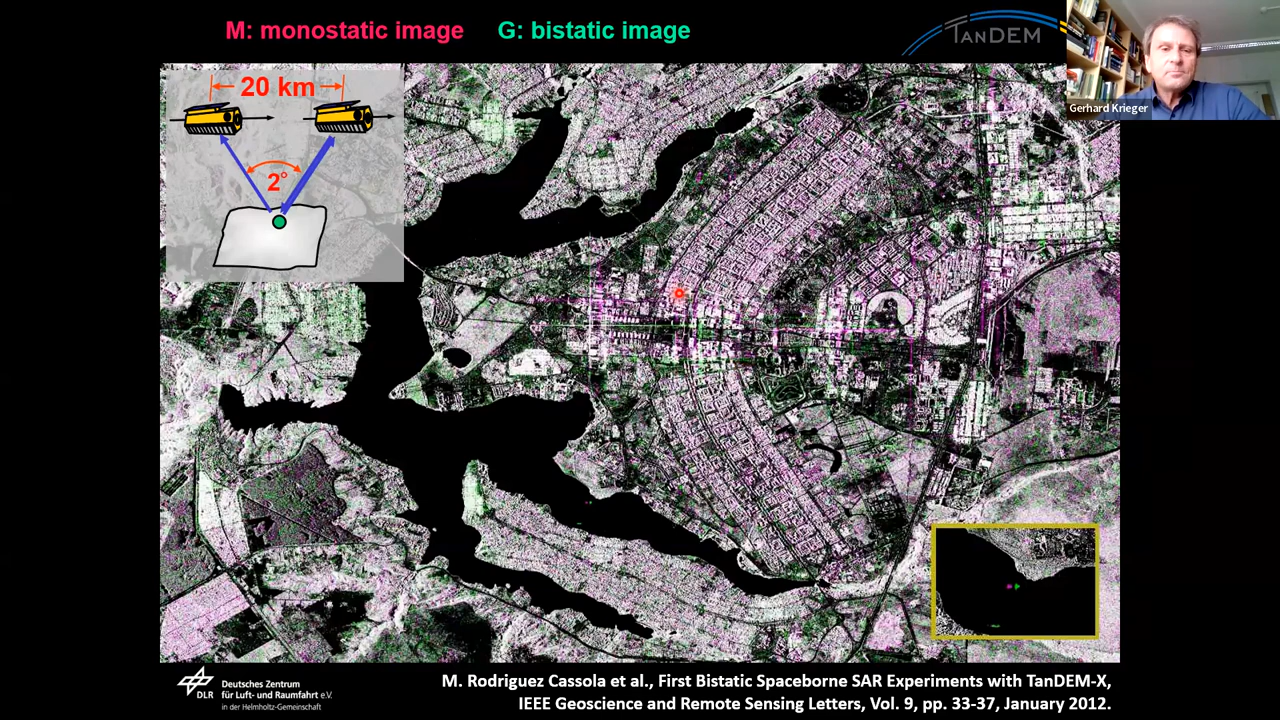 M: monostatic image G: bistatic image
TanDEM
Gerhard Krieger
20 km
2°
DLR
Deutsches Zentrum
für Luft- und Raumfahrt e.V.
in der Helmholtz-Gemeinschaft
M. Rodriguez Cassola et al., First Bistatic Spaceborne SAR Experiments with TanDEM-X,
IEEE Geoscience and Remote Sensing Letters, Vol. 9, pp. 33-37, January 2012.